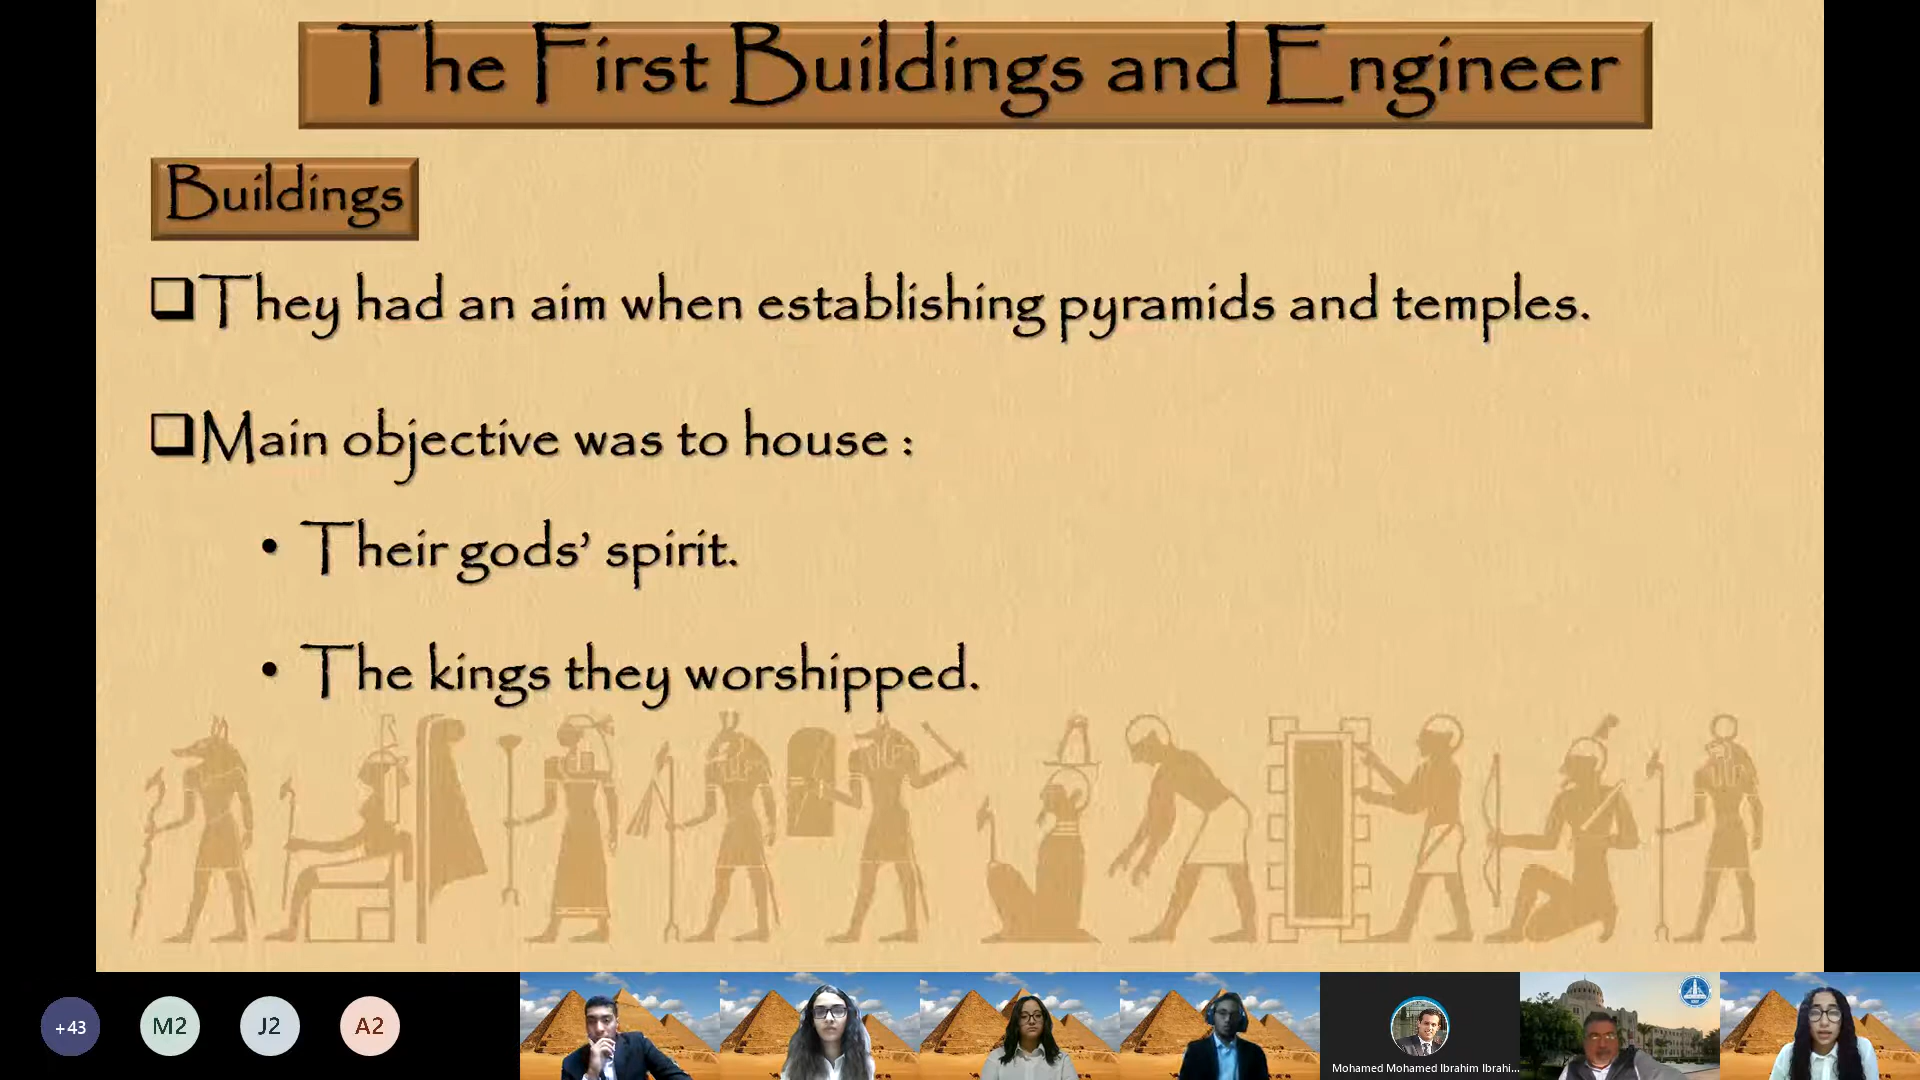 The First Buildings and Engineer
Buildings
They had an aim when establishing pyramids and temples.
Main objective was to house :
• Their gods’ spirit.
• The kings they worshipped.
+43
M2
J2
A2
Mohamed Mohamed Ibrahim Ibrahi...